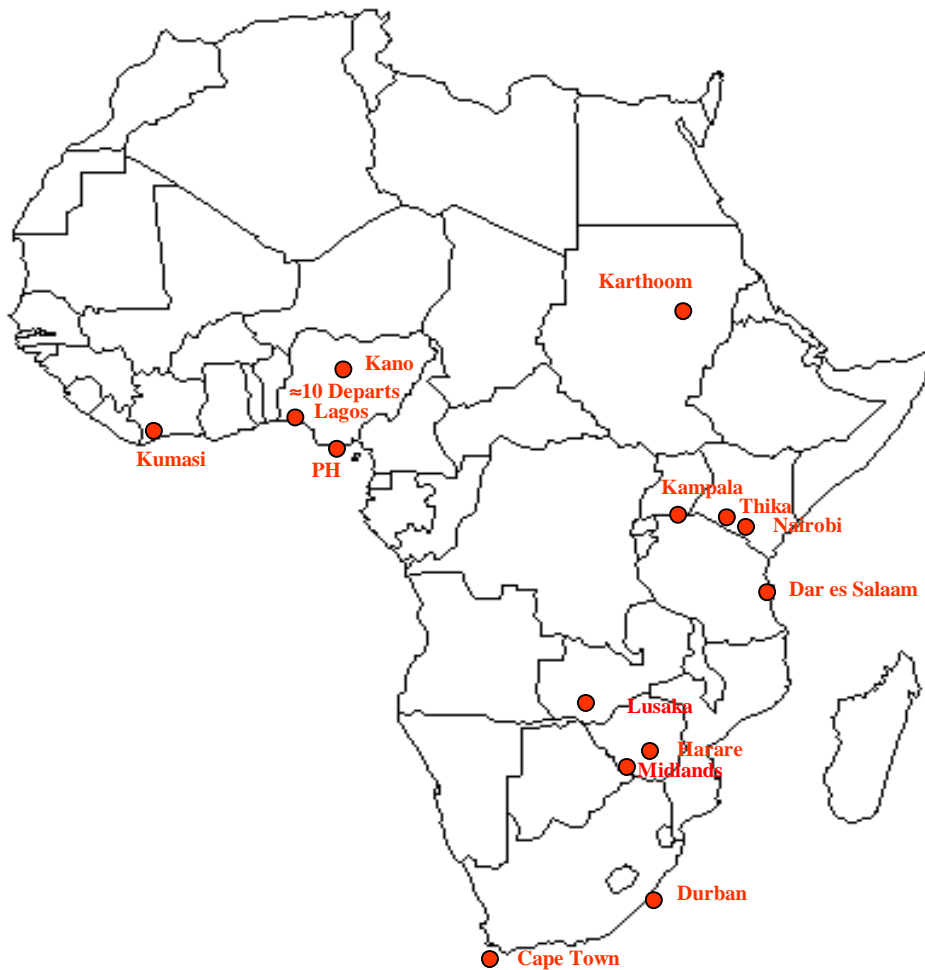 Karthoom
Kano
≈10 Departs
Lagos
Kumasi
PH
Kampala
Thika
Nairobi
Dar es Salaam
Lusaka
Harare
Midlands
Durban
Cape Town